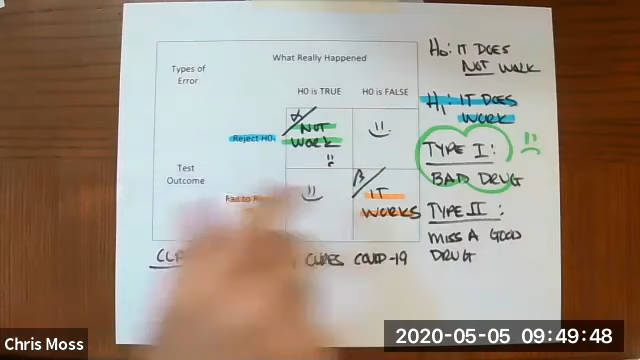 What Really Happened
Types of
Error
H0 is TRUE H0 is FALSE
Reject H0
α
NOT
WORK
Test
Outcome
Fail to
β
IT
WORKS
CURES COVID-19
H0: IT DOES
NOT WORK
H1: IT DOES
WORK
TYPE I:
BAD DRUG
TYPE II:
MISS A GOOD
DRUG
Chris Moss
2020-05-05 09:49:48